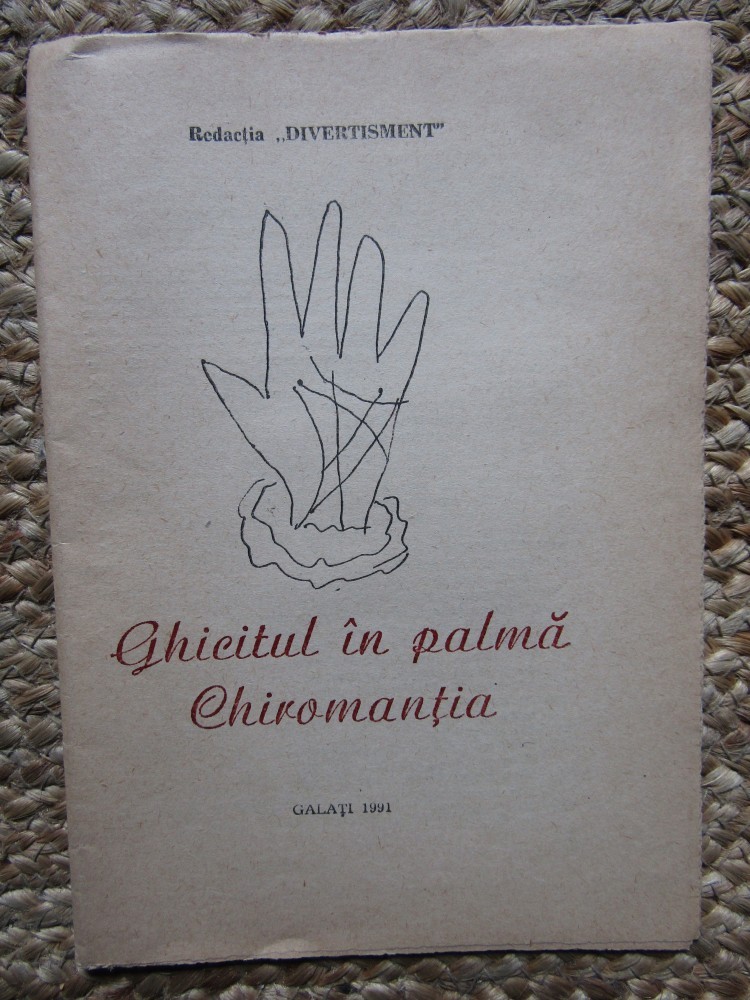 Redacția „DIVERTISMENT"
Ghicitul în palmă
Chiromanția
GALAȚI 1991